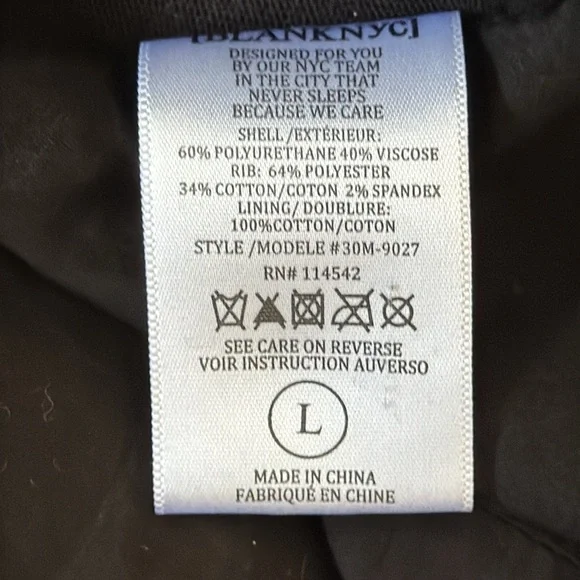 [BLANKNYC]
DESIGNED FOR YOU
BY OUR NYC TEAM
IN THE CITY THAT
NEVER SLEEPS
BECAUSE WE CARE
SHELL /EXTÉRIEUR:
60% POLYURETHANE 40% VISCOSE
RIB: 64% POLYESTER
34% COTTON/COTON 2% SPANDEX
LINING/ DOUBLURE:
100%COTTON/COTON
STYLE /MODELE #30M-9027
RN# 114542
SEE CARE ON REVERSE
VOIR INSTRUCTION AUVERSO
L
MADE IN CHINA
FABRIQUÉ EN CHINE